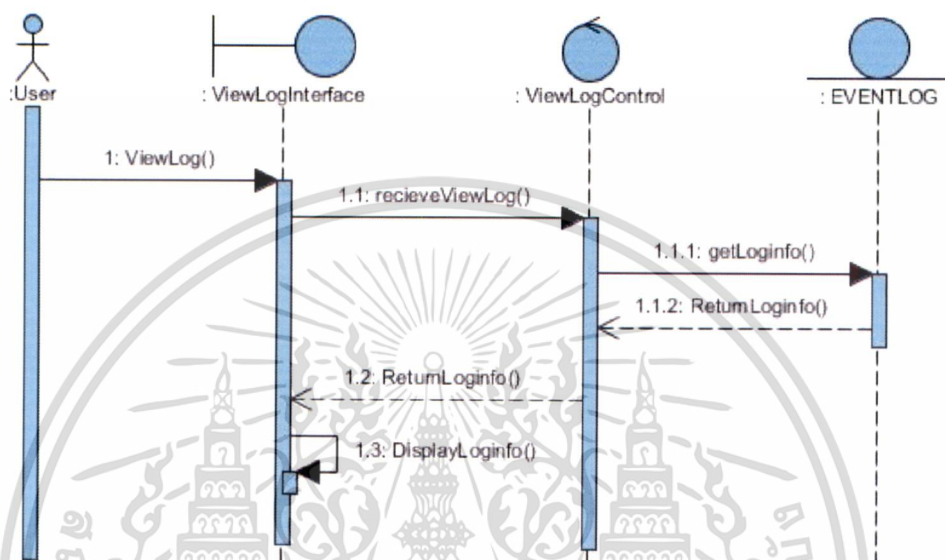 :User
: ViewLogInterface
: ViewLogControl
: EVENTLOG
1: ViewLog()
1.1: recieveViewLog()
1.1.1: getLoginfo()
1.1.2: ReturnLoginfo()
1.2: ReturnLoginfo()
1.3: DisplayLoginfo()